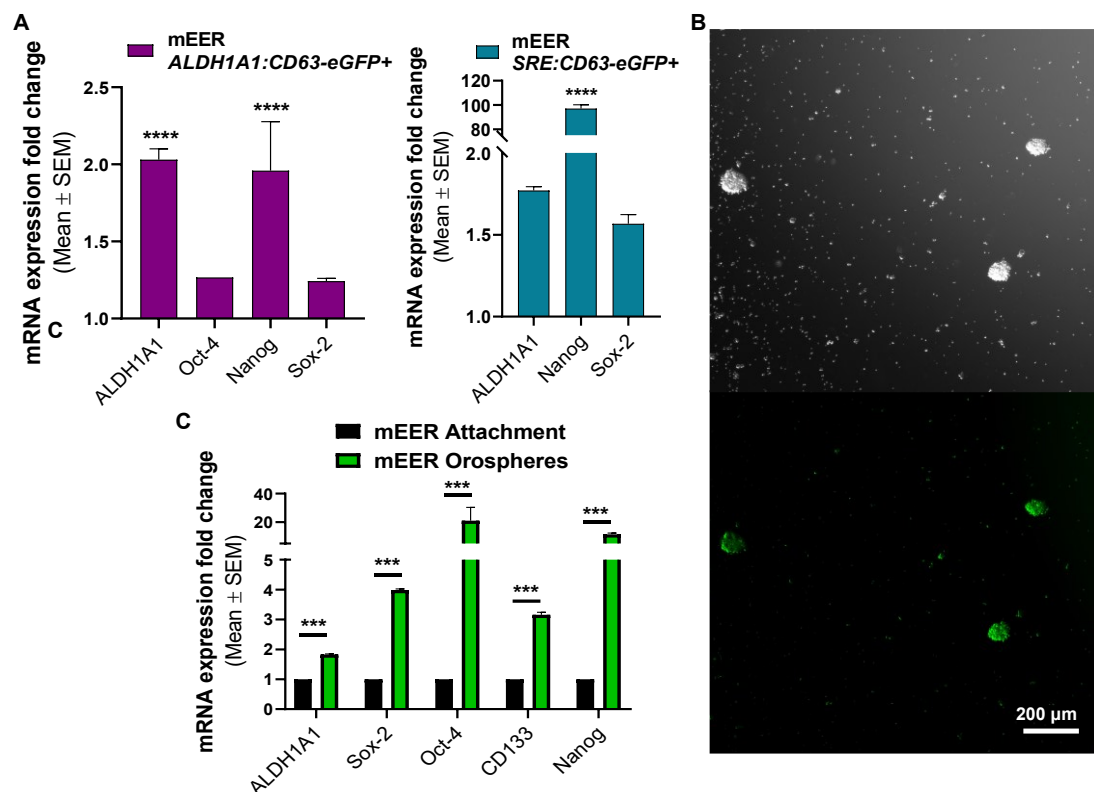 A
mEER
ALDH1A1:CD63-eGFP+
mRNA expression fold change
(Mean ± SEM)
2.5
2.0
1.5
1.0
****
****
ALDH1A1
Oct-4
Nanog
Sox-2
mEER
SRE:CD63-eGFP+
mRNA expression fold change
(Mean ± SEM)
100
80
60
2.0
1.5
1.0
****
ALDH1A1
Nanog
Sox-2
B
200 µm
C
C
mEER Attachment
mEER Orospheres
mRNA expression fold change
(Mean ± SEM)
40
20
5
4
3
2
1
0
***
***
***
***
***
ALDH1A1
Sox-2
Oct-4
CD133
Nanog